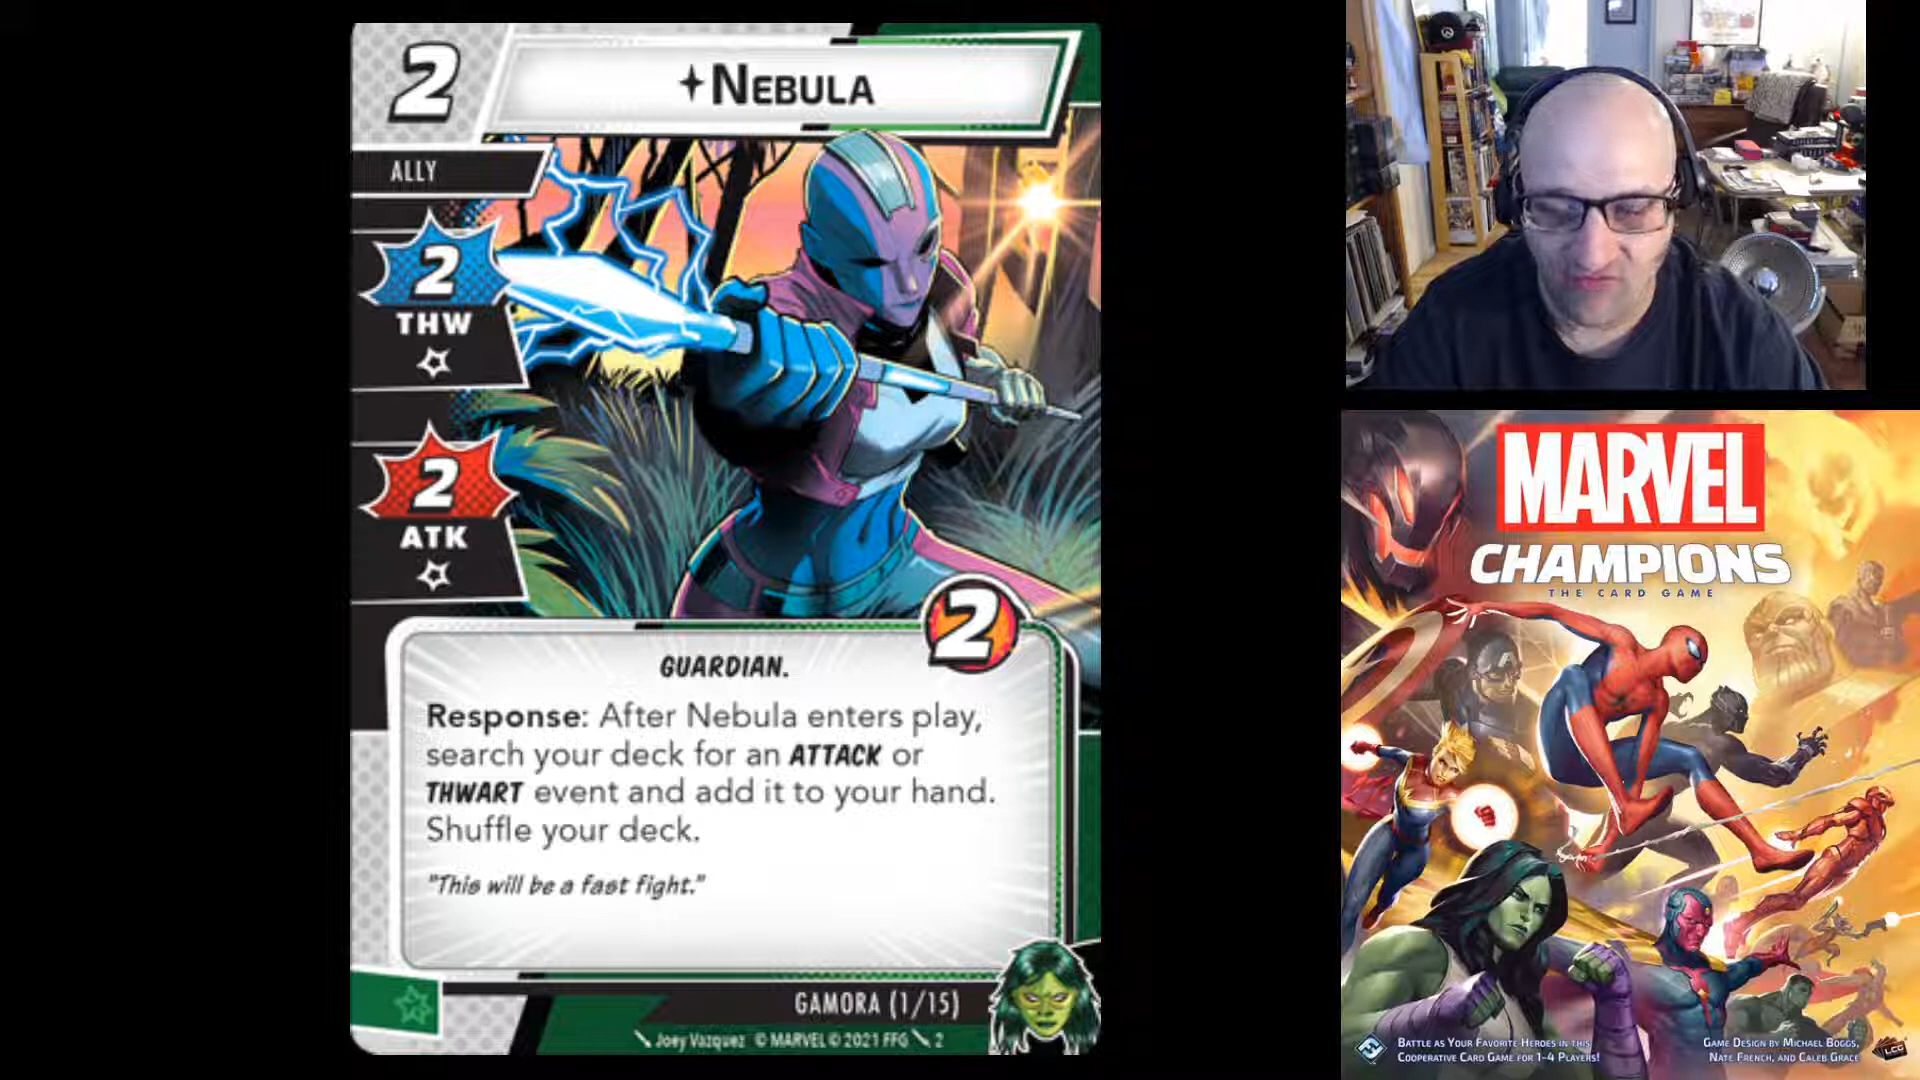 2
NEBULA
ALLY
2
THW
2
ATK
2
GUARDIAN.
Response: After Nebula enters play,
search your deck for an ATTACK or
THWART event and add it to your hand.
Shuffle your deck.
"This will be a fast fight."
GAMORA (1/15)
Joey Vazquez © MARVEL © 2021 FFG 2
MARVEL
CHAMPIONS
THE CARD GAME
BATTLE AS YOUR FAVORITE HEROES IN THIS
COOPERATIVE CARD GAME FOR 1-4 PLAYERS!
GAME DESIGN BY MICHAEL BOGGS,
NATE FRENCH, AND CALEB GRACE
LCG